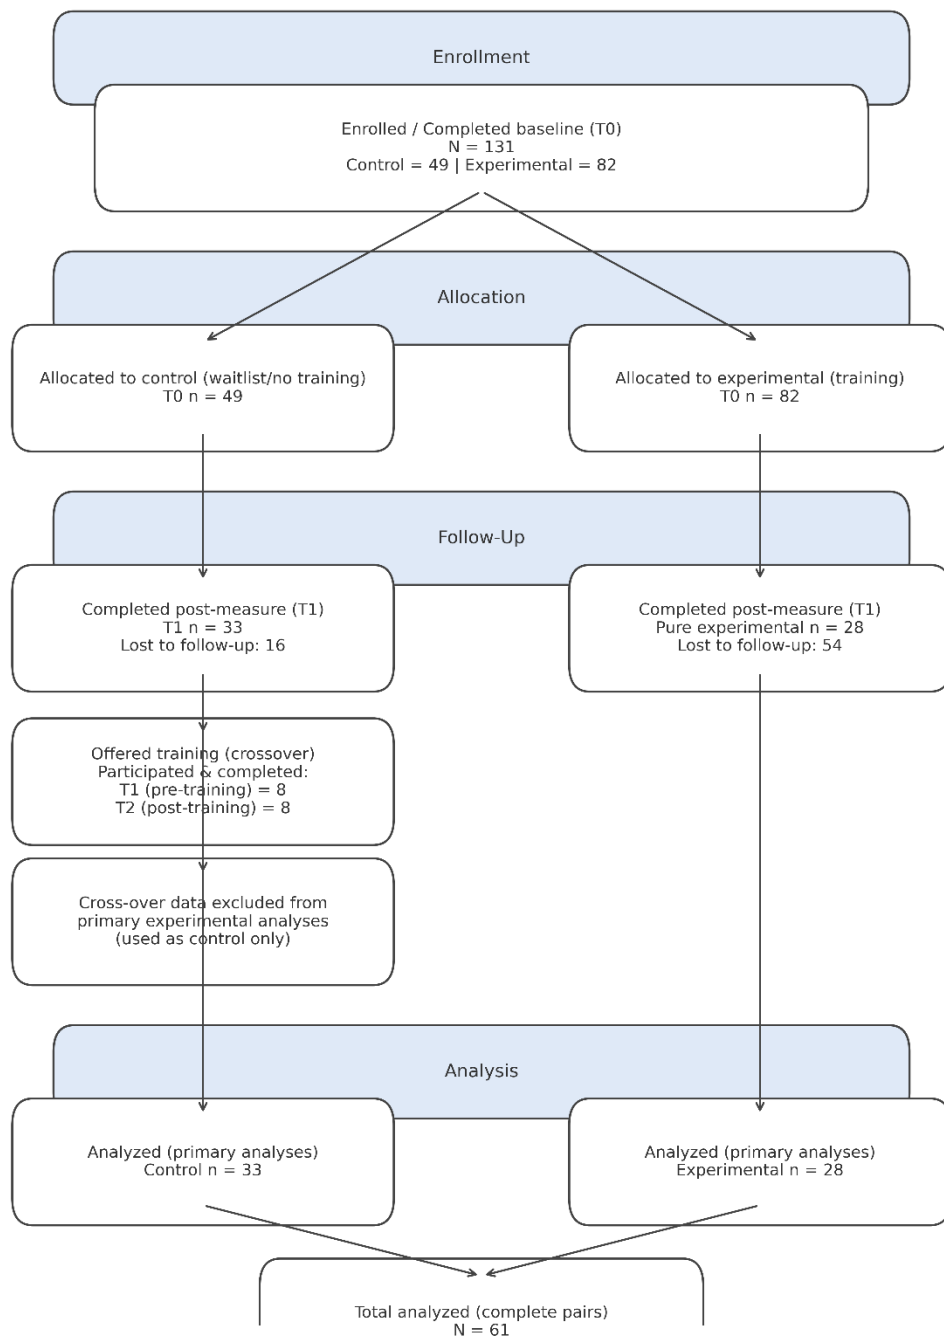 Enrollment
Enrolled / Completed baseline (T0)
N = 131
Control = 49 | Experimental = 82
Allocation
Allocated to control (waitlist/no training)
T0 n = 49
Allocated to experimental (training)
T0 n = 82
Follow-Up
Completed post-measure (T1)
T1 n = 33
Lost to follow-up: 16
Completed post-measure (T1)
Pure experimental n = 28
Lost to follow-up: 54
Offered training (crossover)
Participated & completed:
T1 (pre-training) = 8
T2 (post-training) = 8
Cross-over data excluded from
primary experimental analyses
(used as control only)
Analysis
Analyzed (primary analyses)
Control n = 33
Analyzed (primary analyses)
Experimental n = 28
Total analyzed (complete pairs)
N = 61